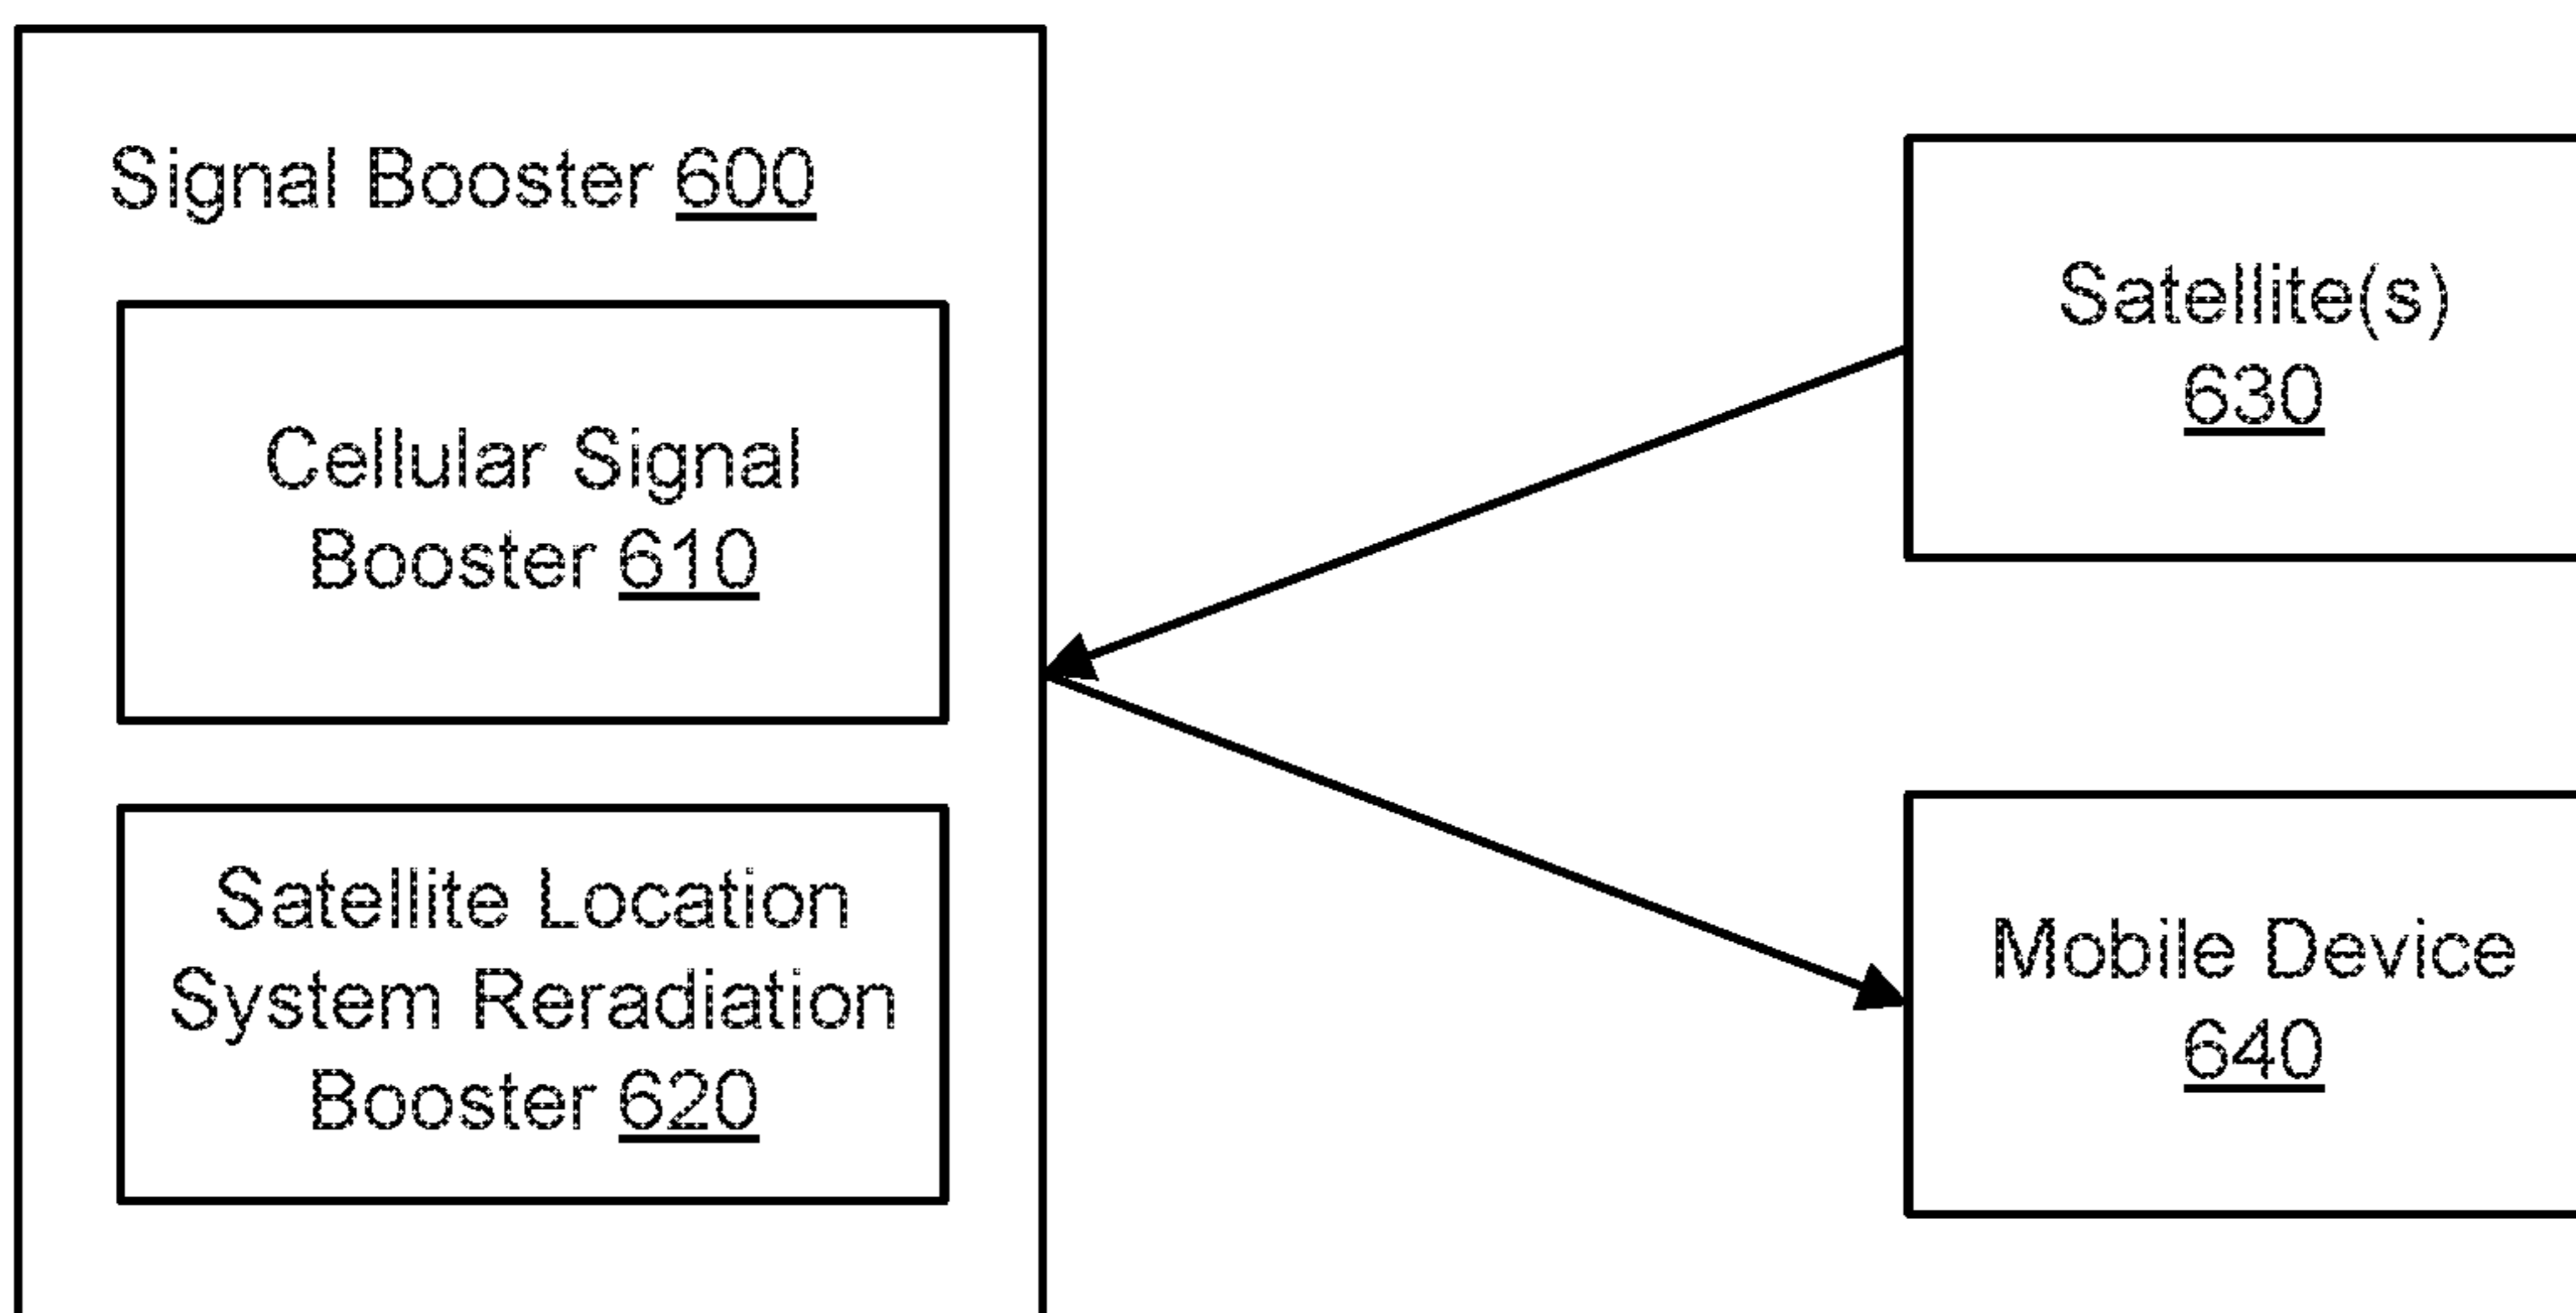 Signal Booster 600
Cellular Signal
Booster 610
Satellite Location
System Reradiation
Booster 620
Satellite(s)
630
Mobile Device
640